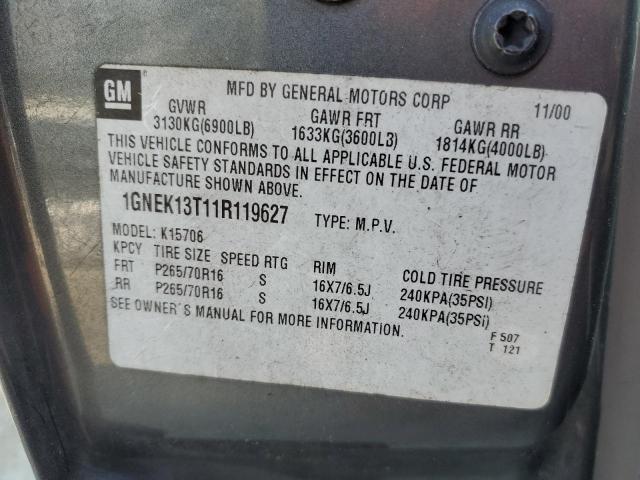 GM
MFD BY GENERAL MOTORS CORP 11/00
GVWR GAWR FRT GAWR RR
3130KG(6900LB) 1633KG(3600LB) 1814KG(4000LB)
THIS VEHICLE CONFORMS TO ALL APPLICABLE U.S. FEDERAL MOTOR
VEHICLE SAFETY STANDARDS IN EFFECT ON THE DATE OF
MANUFACTURE SHOWN ABOVE.
1GNEK13T11R119627 TYPE: M.P.V.
MODEL: K15706
KPCY TIRE SIZE SPEED RTG RIM COLD TIRE PRESSURE
FRT P265/70R16 S 16X7/6.5J 240KPA(35PSI)
RR P265/70R16 S 16X7/6.5J 240KPA(35PSI)
SEE OWNER'S MANUAL FOR MORE INFORMATION.
F 507
T 121